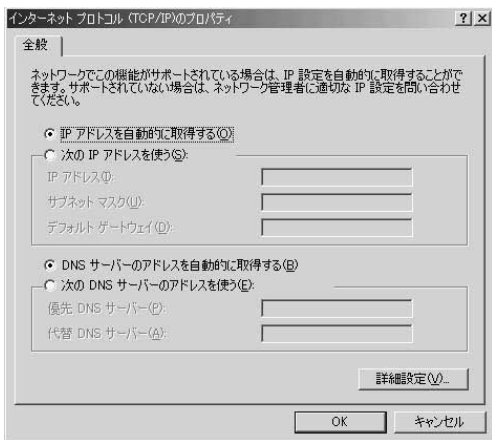 インターネット プロトコル (TCP/IP)のプロパティ
? ×
全般
ネットワークでこの機能がサポートされている場合は、IP 設定を自動的に取得することがで
きます。サポートされていない場合は、ネットワーク管理者に適切な IP 設定を問い合わせ
てください。
IP アドレスを自動的に取得する(O)
次の IP アドレスを使う(S):
IP アドレス(I):
サブネット マスク(U):
デフォルト ゲートウェイ(D):
DNS サーバーのアドレスを自動的に取得する(B)
次の DNS サーバーのアドレスを使う(E):
優先 DNS サーバー(P):
代替 DNS サーバー(A):
詳細設定(V)...
OK キャンセル